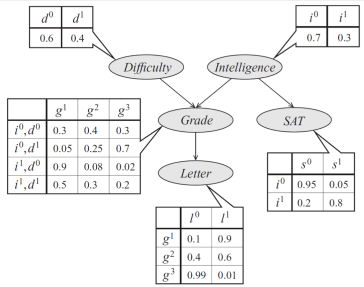 d⁰ d¹
0.6 0.4
i⁰ i¹
0.7 0.3
Difficulty
Intelligence
Grade
SAT
Letter
g¹ g² g³
i⁰,d⁰ 0.3 0.4 0.3
i⁰,d¹ 0.05 0.25 0.7
i¹,d⁰ 0.9 0.08 0.02
i¹,d¹ 0.5 0.3 0.2
s⁰ s¹
i⁰ 0.95 0.05
i¹ 0.2 0.8
l⁰ l¹
g¹ 0.1 0.9
g² 0.4 0.6
g³ 0.99 0.01